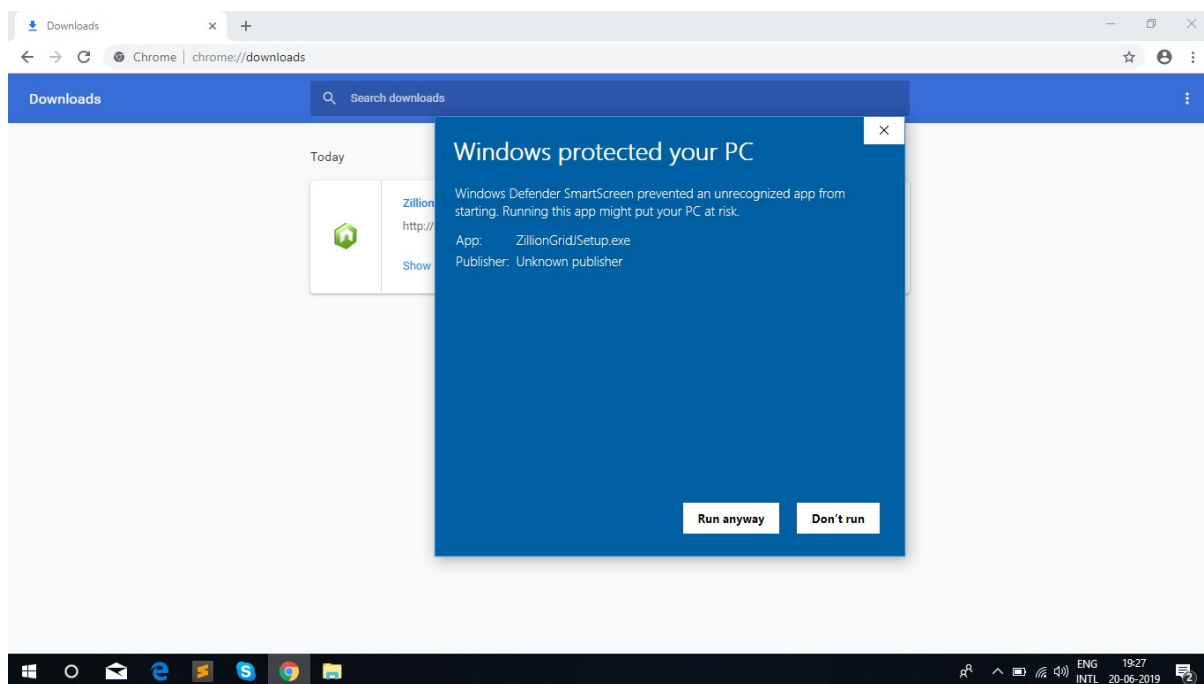 Downloads
Chrome | chrome://downloads
Downloads
Search downloads
Today
Zillion
http://
Show
Windows protected your PC
Windows Defender SmartScreen prevented an unrecognized app from
starting. Running this app might put your PC at risk.
App: ZillionGridJSetup.exe
Publisher: Unknown publisher
Run anyway Don't run
ENG 19:27
INTL 20-06-2019
2